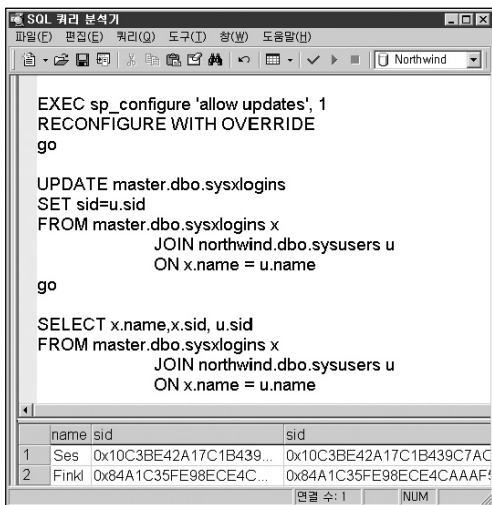 SQL 쿼리 분석기
파일(F) 편집(E) 쿼리(Q) 도구(T) 창(W) 도움말(H)
Northwind
EXEC sp_configure 'allow updates', 1
RECONFIGURE WITH OVERRIDE
go
UPDATE master.dbo.sysxlogins
SET sid=u.sid
FROM master.dbo.sysxlogins x
JOIN northwind.dbo.sysusers u
ON x.name = u.name
go
SELECT x.name,x.sid, u.sid
FROM master.dbo.sysxlogins x
JOIN northwind.dbo.sysusers u
ON x.name = u.name
name sid sid
1 Ses 0x10C3BE42A17C1B439... 0x10C3BE42A17C1B439C7AC
2 Finkl 0x84A1C35FE98ECE4C... 0x84A1C35FE98ECE4CAAAF5
연결 수: 1 NUM